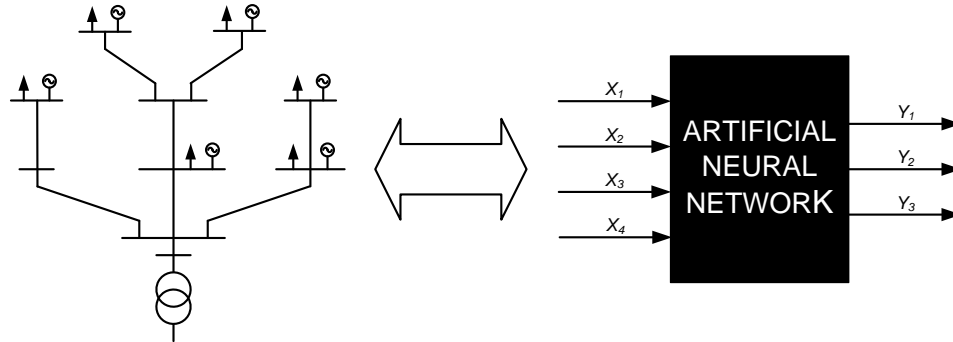 X1
X2
X3
X4
ARTIFICIAL
NEURAL
NETWORK
Y1
Y2
Y3